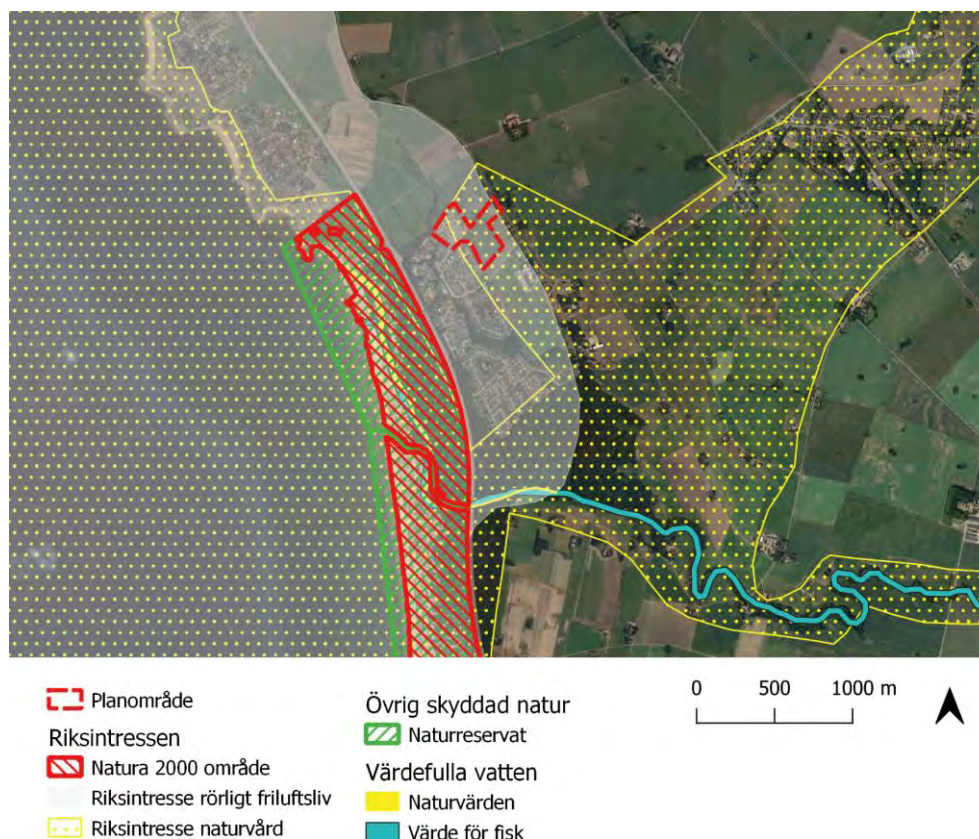 Planområde
Riksintressen
Natura 2000 område
Riksintresse rörligt friluftsliv
Riksintresse naturvård
Övrig skyddad natur
Naturreservat
Värdefulla vatten
Naturvärden
Värde för fisk
0 500 1000 m